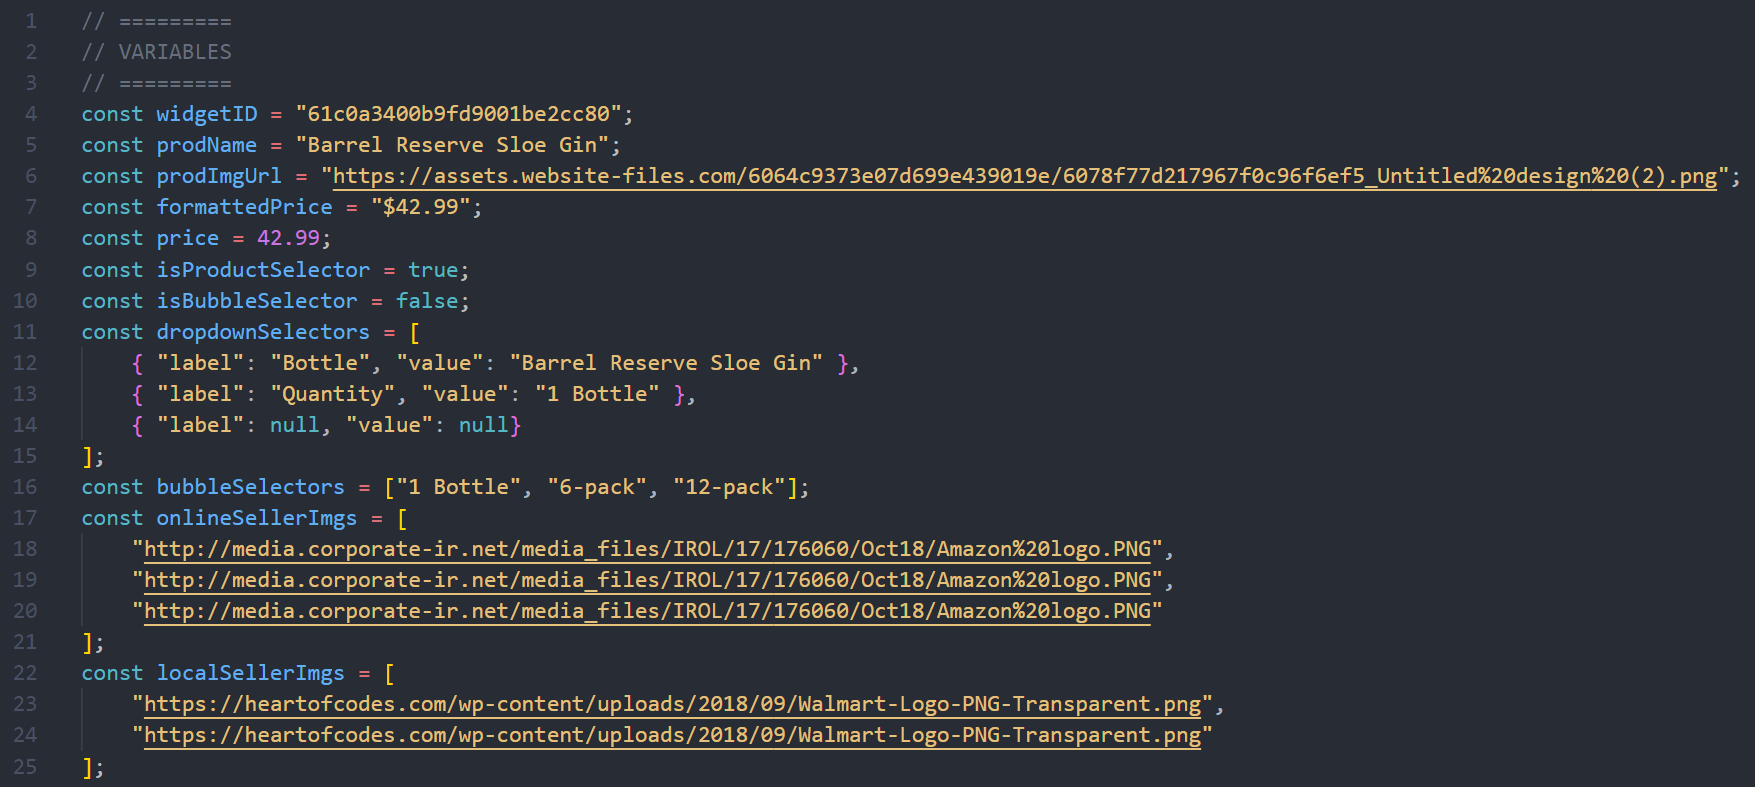 1 // =========
2 // VARIABLES
3 // =========
4 const widgetID = "61c0a3400b9fd9001be2cc80";
5 const prodName = "Barrel Reserve Sloe Gin";
6 const prodImgUrl = "https://assets.website-files.com/6064c9373e07d699e439019e/6078f77d217967f0c96f6ef5_Untitled%20design%20(2).png";
7 const formattedPrice = "$42.99";
8 const price = 42.99;
9 const isProductSelector = true;
10 const isBubbleSelector = false;
11 const dropdownSelectors = [
12     { "label": "Bottle", "value": "Barrel Reserve Sloe Gin" },
13     { "label": "Quantity", "value": "1 Bottle" },
14     { "label": null, "value": null}
15 ];
16 const bubbleSelectors = ["1 Bottle", "6-pack", "12-pack"];
17 const onlineSellerImgs = [
18     "http://media.corporate-ir.net/media_files/IROL/17/176060/Oct18/Amazon%20logo.PNG",
19     "http://media.corporate-ir.net/media_files/IROL/17/176060/Oct18/Amazon%20logo.PNG",
20     "http://media.corporate-ir.net/media_files/IROL/17/176060/Oct18/Amazon%20logo.PNG"
21 ];
22 const localSellerImgs = [
23     "https://heartofcodes.com/wp-content/uploads/2018/09/Walmart-Logo-PNG-Transparent.png",
24     "https://heartofcodes.com/wp-content/uploads/2018/09/Walmart-Logo-PNG-Transparent.png"
25 ];